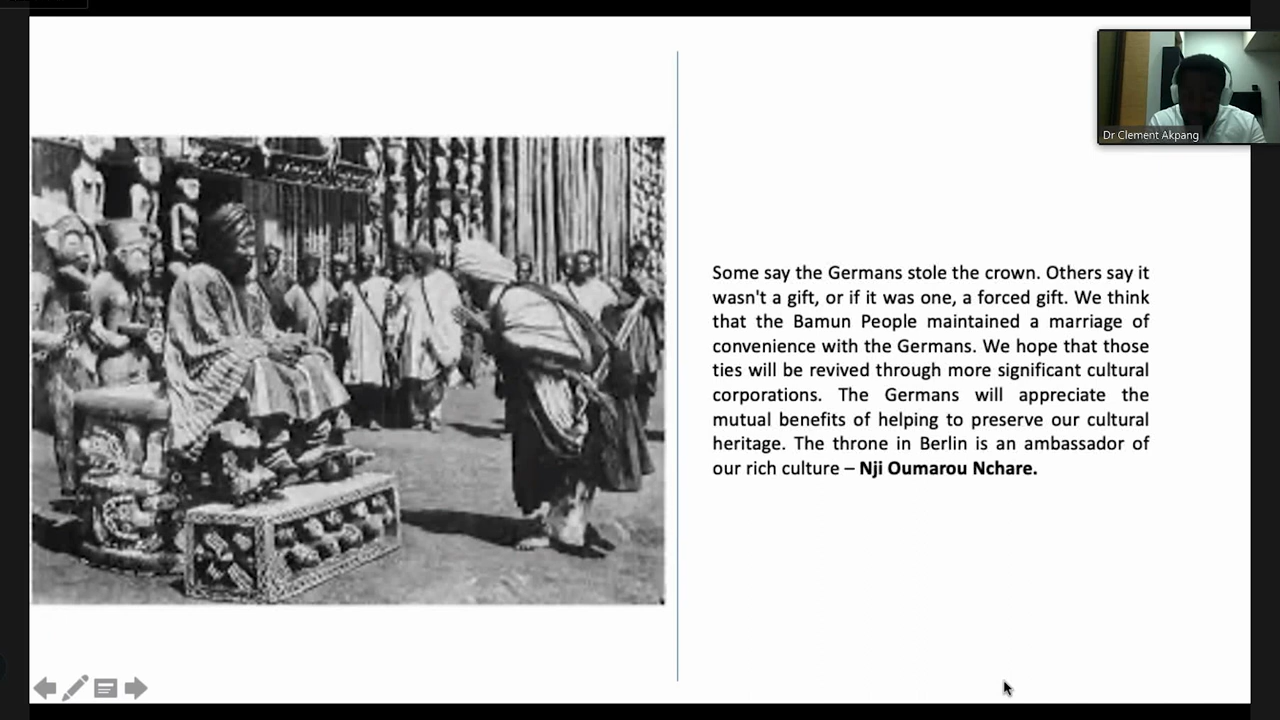 Dr Clement Akpang
Some say the Germans stole the crown. Others say it
wasn't a gift, or if it was one, a forced gift. We think
that the Bamun People maintained a marriage of
convenience with the Germans. We hope that those
ties will be revived through more significant cultural
corporations. The Germans will appreciate the
mutual benefits of helping to preserve our cultural
heritage. The throne in Berlin is an ambassador of
our rich culture – Nji Oumarou Nchare.